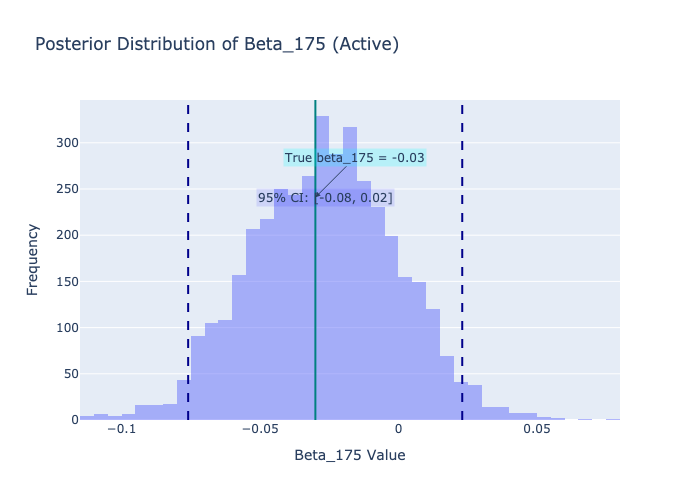 Posterior Distribution of Beta_175 (Active)
Frequency
300
250
200
150
100
50
0
True beta_175 = -0.03
95% CI: [-0.08, 0.02]
−0.1
−0.05
0
0.05
Beta_175 Value